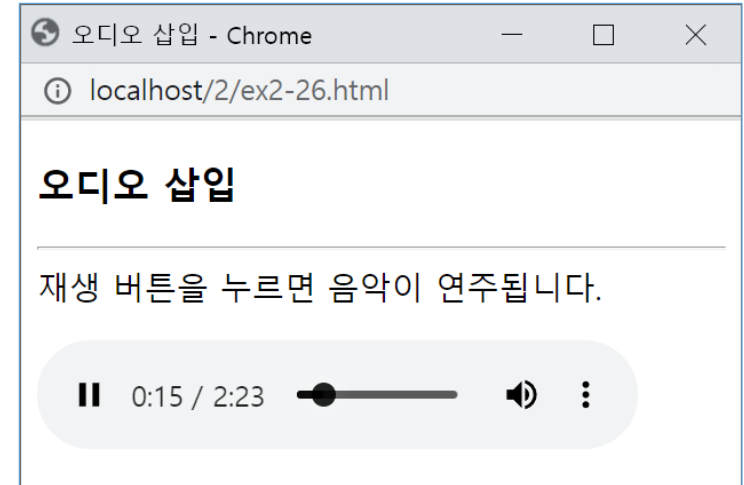 오디오 삽입 - Chrome
localhost/2/ex2-26.html
오디오 삽입
재생 버튼을 누르면 음악이 연주됩니다.
0:15 / 2:23